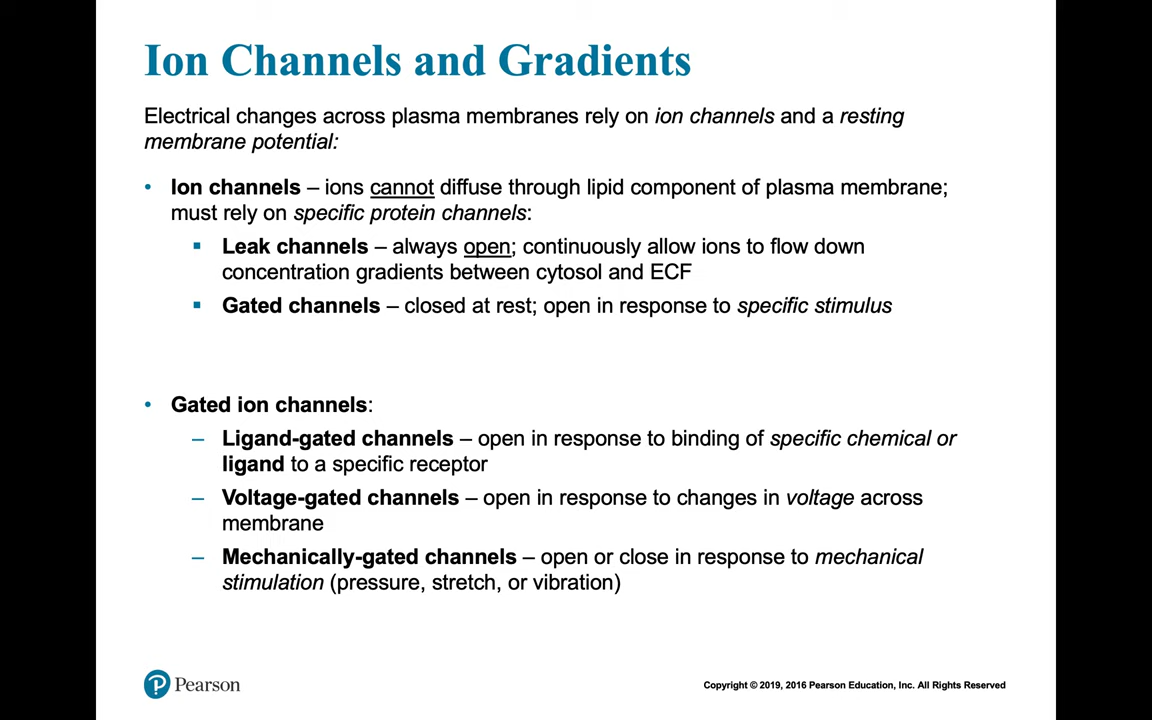 Ion Channels and Gradients
Electrical changes across plasma membranes rely on ion channels and a resting
membrane potential:
• Ion channels – ions cannot diffuse through lipid component of plasma membrane;
must rely on specific protein channels:
▪ Leak channels – always open; continuously allow ions to flow down
concentration gradients between cytosol and ECF
▪ Gated channels – closed at rest; open in response to specific stimulus
• Gated ion channels:
– Ligand-gated channels – open in response to binding of specific chemical or
ligand to a specific receptor
– Voltage-gated channels – open in response to changes in voltage across
membrane
– Mechanically-gated channels – open or close in response to mechanical
stimulation (pressure, stretch, or vibration)
P Pearson
Copyright © 2019, 2016 Pearson Education, Inc. All Rights Reserved